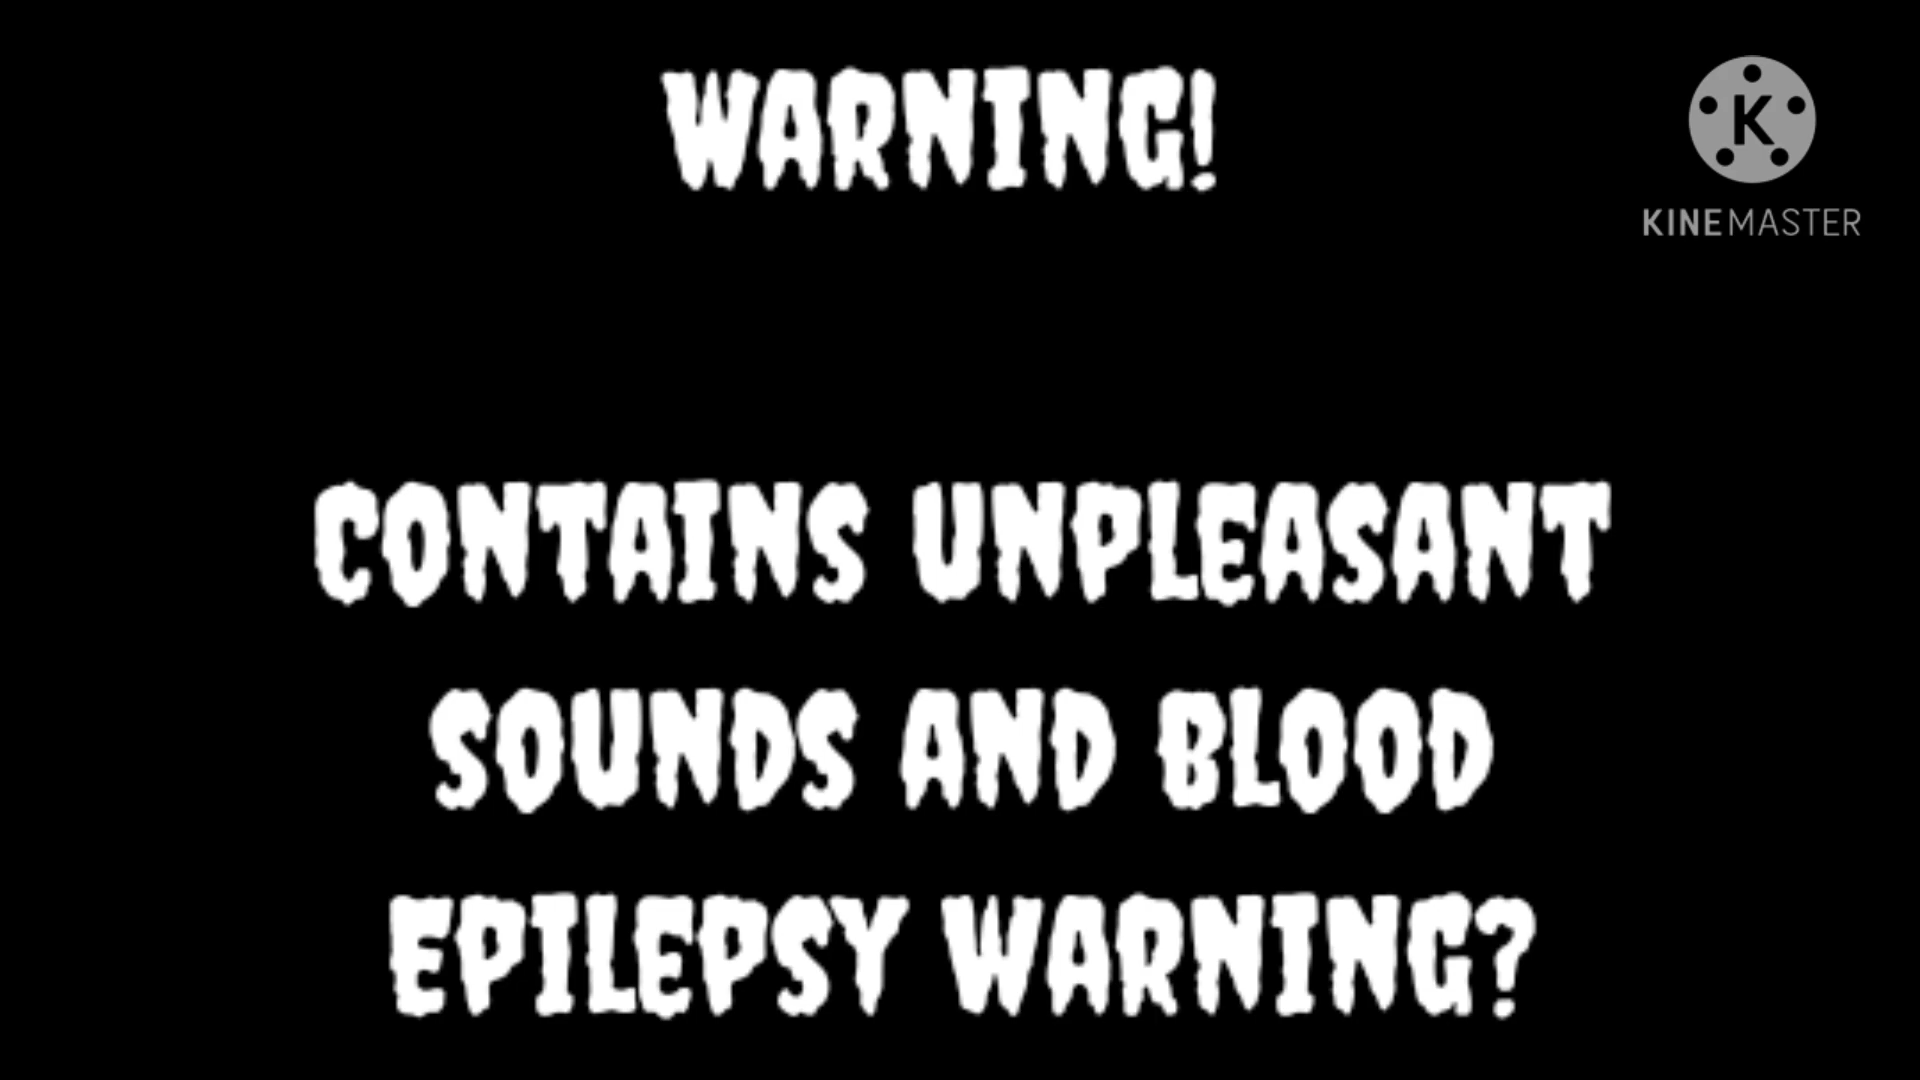 WARNING!
K
KINEMASTER
CONTAINS UNPLEASANT
SOUNDS AND BLOOD
EPILEPSY WARNING?